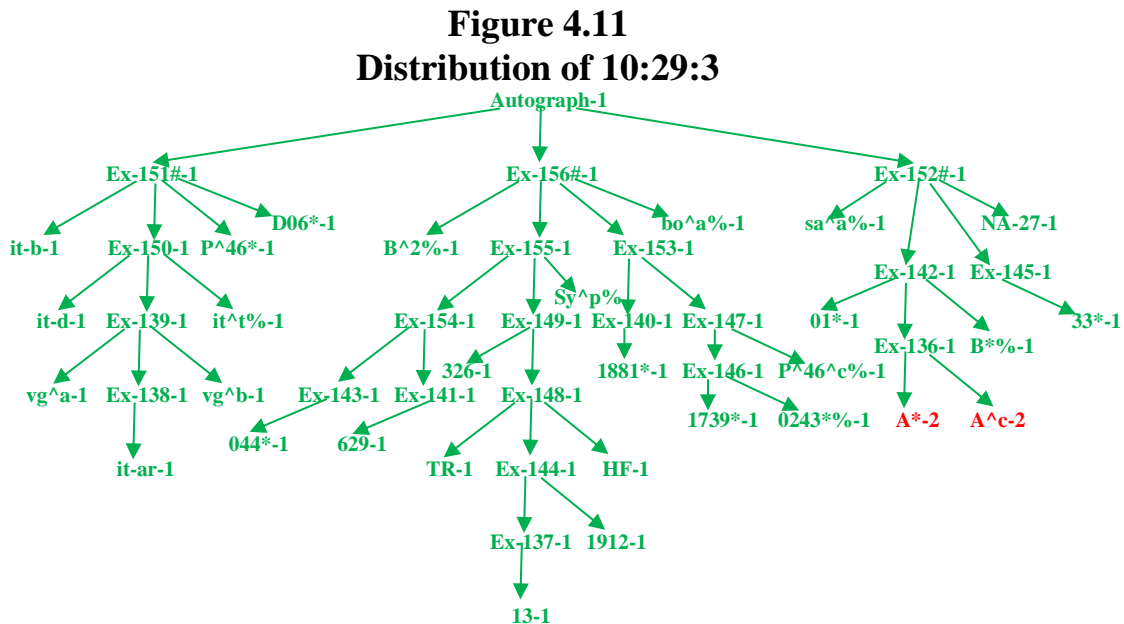 Figure 4.11
Distribution of 10:29:3
Autograph-1
Ex-151#-1 Ex-156#-1 Ex-152#-1
D06*-1 bo^a%-1 sa^a%-1 NA-27-1
it-b-1 Ex-150-1 P^46*-1 B^2%-1 Ex-155-1 Ex-153-1
Ex-142-1 Ex-145-1
Sy^p%
it-d-1 Ex-139-1 it^t%-1 Ex-154-1 Ex-149-1 Ex-140-1 Ex-147-1 01*-1 33*-1
Ex-136-1 B*%-1
326-1 1881*-1 Ex-146-1 P^46^c%-1
vg^a-1 Ex-138-1 vg^b-1 Ex-143-1 Ex-141-1 Ex-148-1
1739*-1 0243*%-1 A*-2 A^c-2
044*-1 629-1
it-ar-1 TR-1 Ex-144-1 HF-1
Ex-137-1 1912-1
13-1